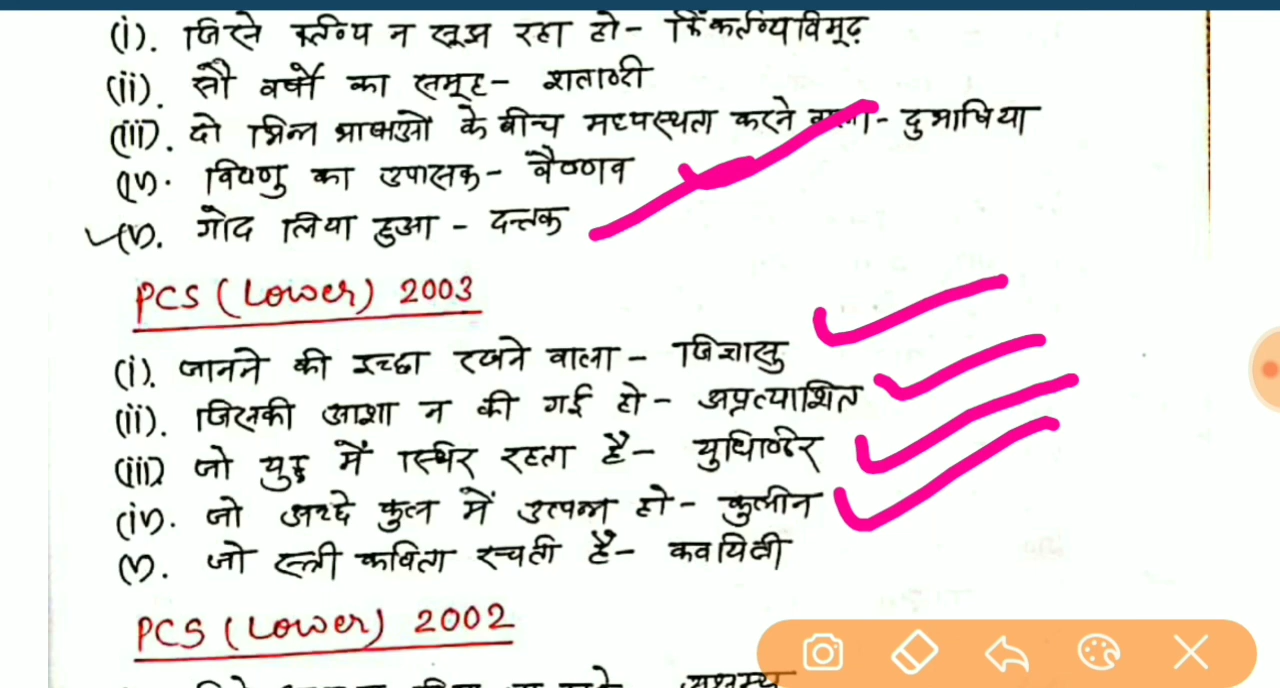 (i). जिसे कर्तव्य न सूझ रहा हो - किंकर्तव्यविमूढ़
(ii). सौ वर्षों का समूह - शताब्दी
(iii). दो भिन्न भाषाओं के बीच मध्यस्थता करने वाला - दुभाषिया
(iv). विष्णु का उपासक - वैष्णव
(v). गोद लिया हुआ - दत्तक
PCS (Lower) 2003
(i). जानने की इच्छा रखने वाला - जिज्ञासु
(ii). जिसकी आशा न की गई हो - अप्रत्याशित
(iii) जो युद्ध में स्थिर रहता है - युधिष्ठिर
(iv). जो अच्छे कुल में उत्पन्न हो - कुलीन
(v). जो स्त्री कविता रचती है - कवयित्री
PCS (Lower) 2002